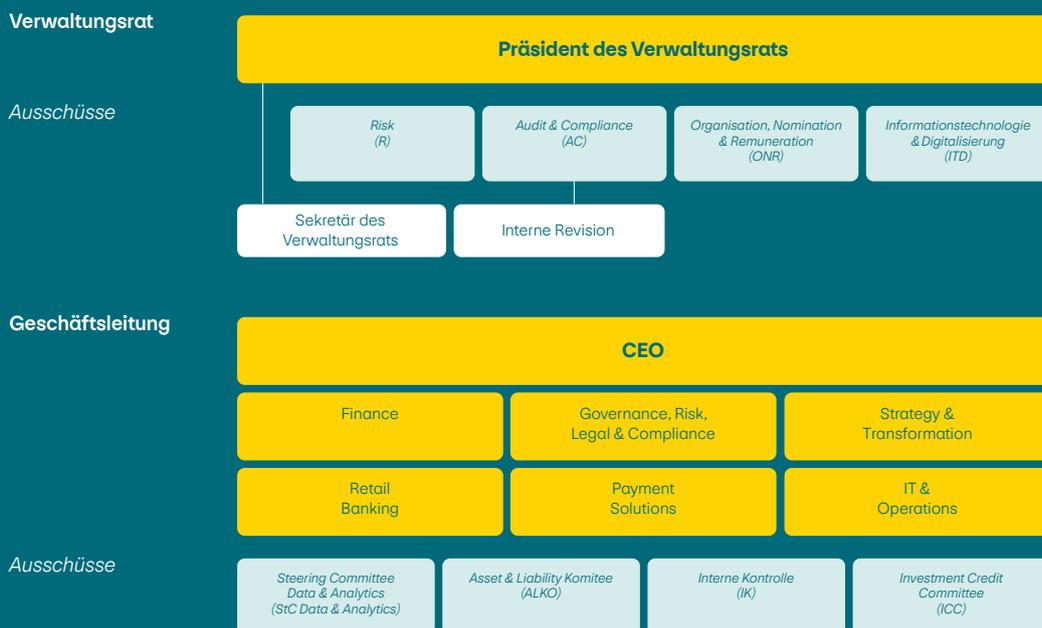 Verwaltungsrat
Präsident des Verwaltungsrats
Ausschüsse
Risk
(R)
Audit & Compliance
(AC)
Organisation, Nomination
& Remuneration
(ONR)
Informationstechnologie
& Digitalisierung
(ITD)
Sekretär des
Verwaltungsrats
Interne Revision
Geschäftsleitung
CEO
Finance
Governance, Risk,
Legal & Compliance
Strategy &
Transformation
Retail
Banking
Payment
Solutions
IT &
Operations
Ausschüsse
Steering Committee
Data & Analytics
(StC Data & Analytics)
Asset & Liability Komitee
(ALKO)
Interne Kontrolle
(IK)
Investment Credit
Committee
(ICC)